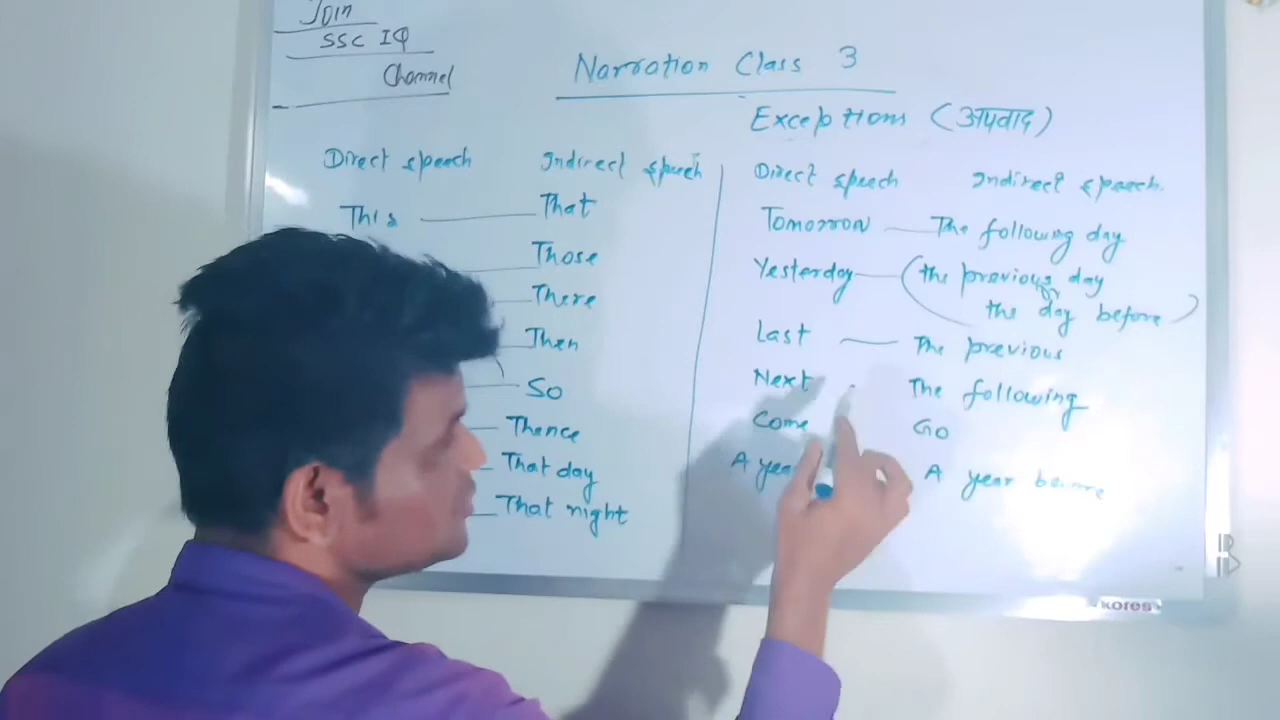 Join
SSC IQ
Channel
Narration Class 3
Exceptions (अपवाद)
Direct speech Indirect speech
This That
Those
There
Then
So
Thence
That day
That night
Direct speech Indirect speech.
Tomorrow The following day
Yesterday (the previous day
or
the day before)
Last The previous
Next The following
Come Go
A year A year before
kores